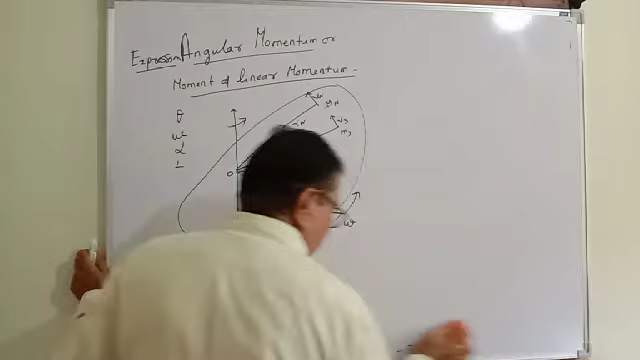 Expression Angular Momentum or
Moment of linear Momentum.
θ
ω
α
I
O
ω